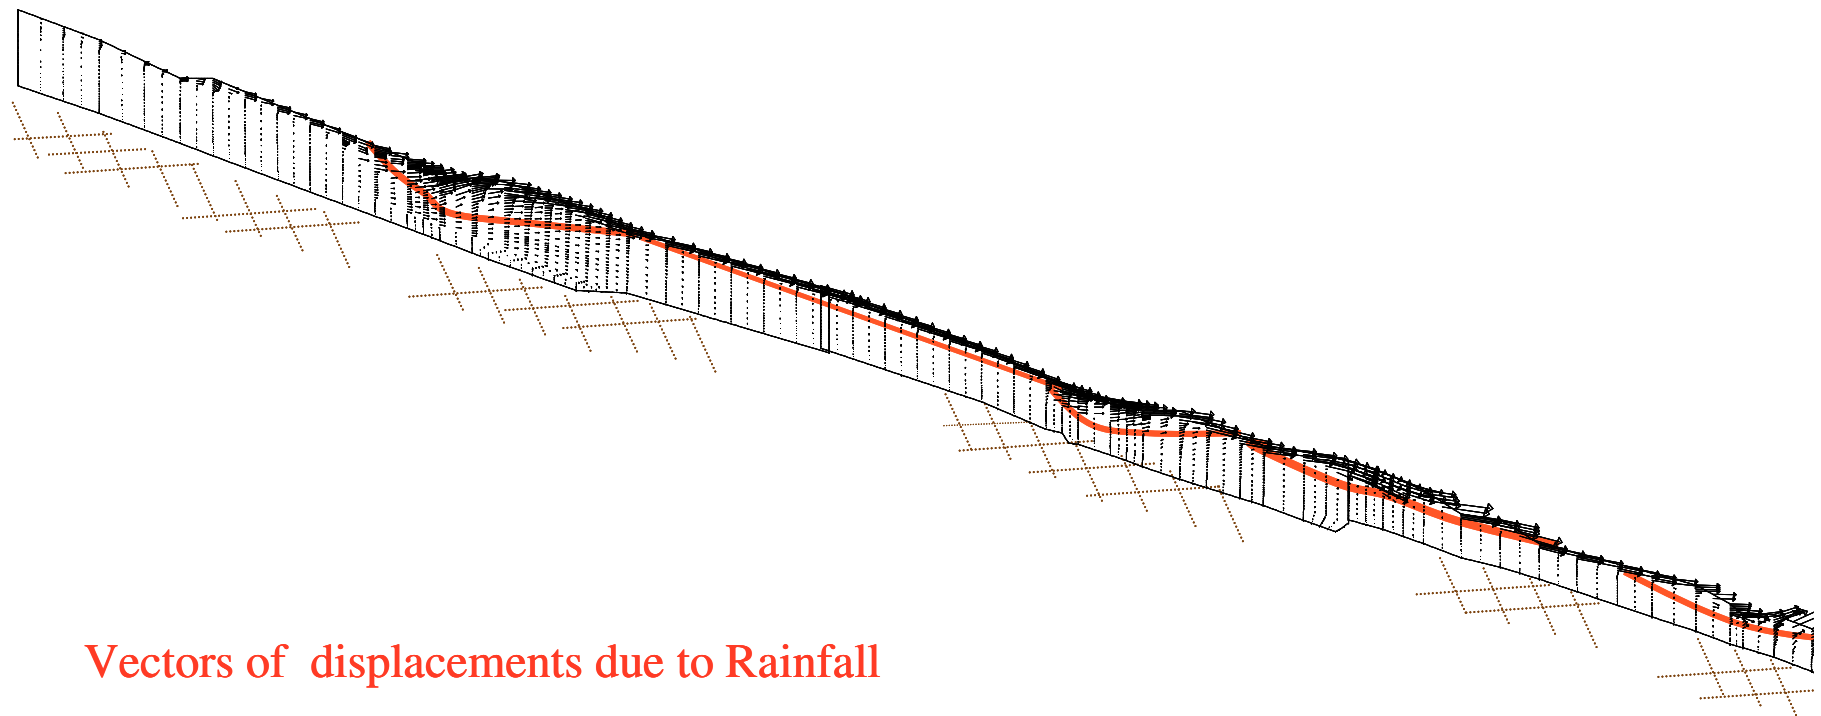 Vectors of displacements due to Rainfall